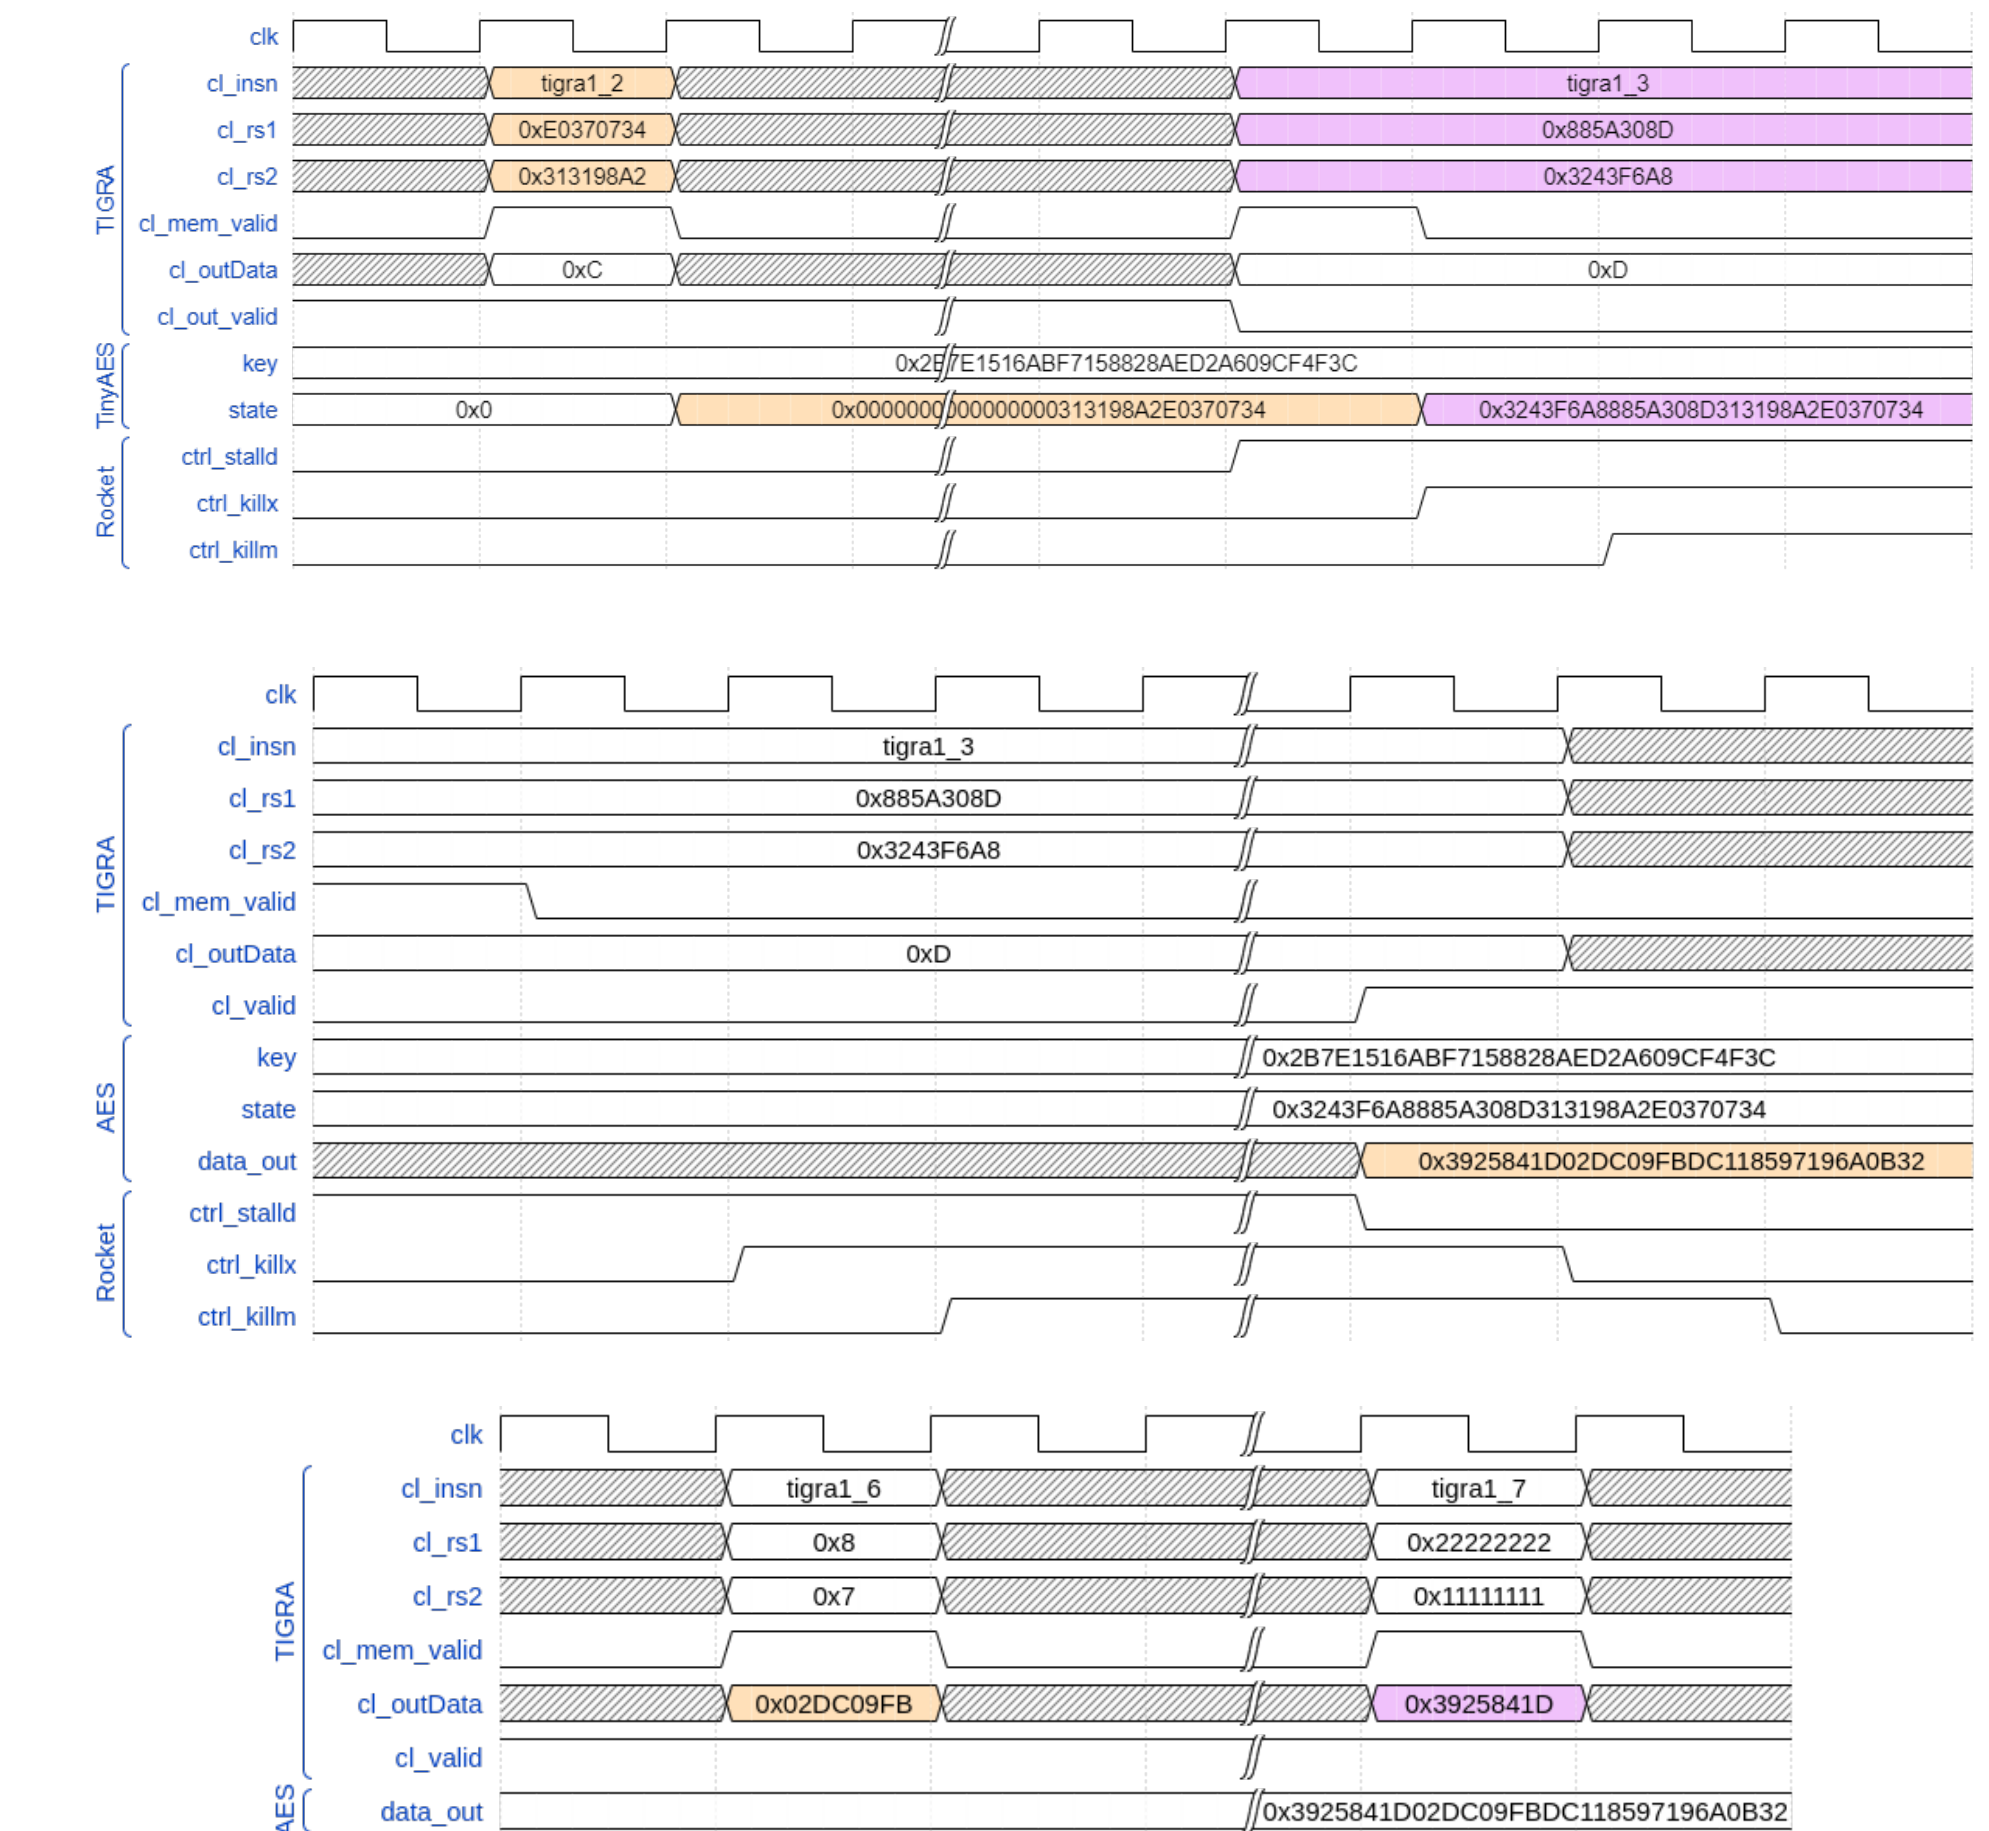 clk
TIGRA
cl_insn tigra1_2 tigra1_3
cl_rs1 0xE0370734 0x885A308D
cl_rs2 0x313198A2 0x3243F6A8
cl_mem_valid
cl_outData 0xC 0xD
cl_out_valid
TinyAES
key 0x2B7E1516ABF7158828AED2A609CF4F3C
state 0x0 0x0000000000000000313198A2E0370734 0x3243F6A8885A308D313198A2E0370734
Rocket
ctrl_stalld
ctrl_killx
ctrl_killm
clk
TIGRA
cl_insn tigra1_3
cl_rs1 0x885A308D
cl_rs2 0x3243F6A8
cl_mem_valid
cl_outData 0xD
cl_valid
AES
key 0x2B7E1516ABF7158828AED2A609CF4F3C
state 0x3243F6A8885A308D313198A2E0370734
data_out 0x3925841D02DC09FBDC118597196A0B32
Rocket
ctrl_stalld
ctrl_killx
ctrl_killm
clk
TIGRA
cl_insn tigra1_6 tigra1_7
cl_rs1 0x8 0x22222222
cl_rs2 0x7 0x11111111
cl_mem_valid
cl_outData 0x02DC09FB 0x3925841D
cl_valid
AES
data_out 0x3925841D02DC09FBDC118597196A0B32